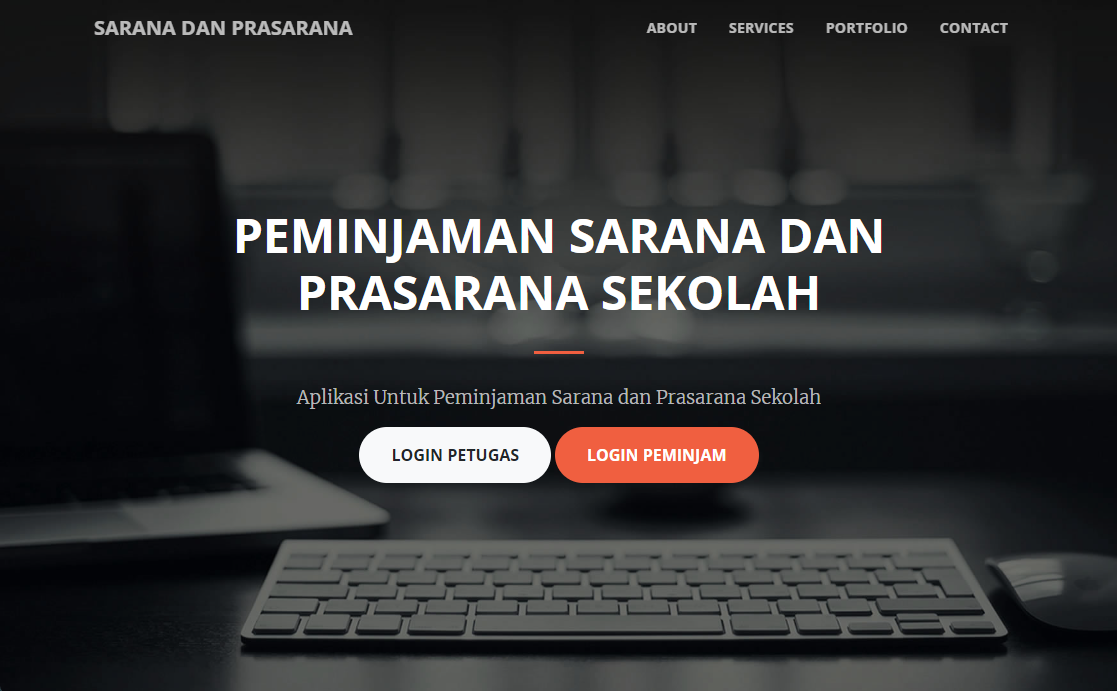 SARANA DAN PRASARANA
ABOUT SERVICES PORTFOLIO CONTACT
PEMINJAMAN SARANA DAN
PRASARANA SEKOLAH
Aplikasi Untuk Peminjaman Sarana dan Prasarana Sekolah
LOGIN PETUGAS LOGIN PEMINJAM